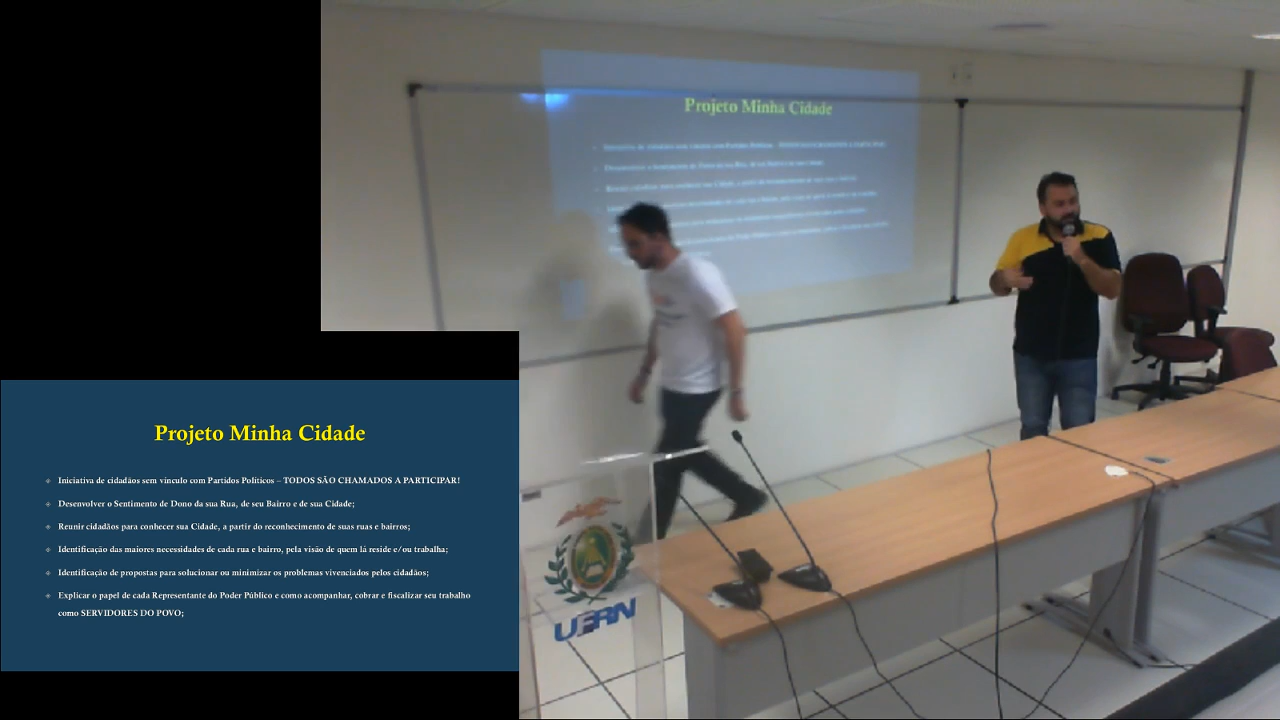 Projeto Minha Cidade
Projeto Minha Cidade
Iniciativa de cidadãos sem vínculo com Partidos Políticos – TODOS SÃO CHAMADOS A PARTICIPAR!
Desenvolver o Sentimento de Dono da sua Rua, de seu Bairro e de sua Cidade;
Reunir cidadãos para conhecer sua Cidade, a partir do reconhecimento de suas ruas e bairros;
Identificação das maiores necessidades de cada rua e bairro, pela visão de quem lá reside e/ou trabalha;
Identificação de propostas para solucionar ou minimizar os problemas vivenciados pelos cidadãos;
Explicar o papel de cada Representante do Poder Público e como acompanhar, cobrar e fiscalizar seu trabalho
como SERVIDORES DO POVO;
UERN